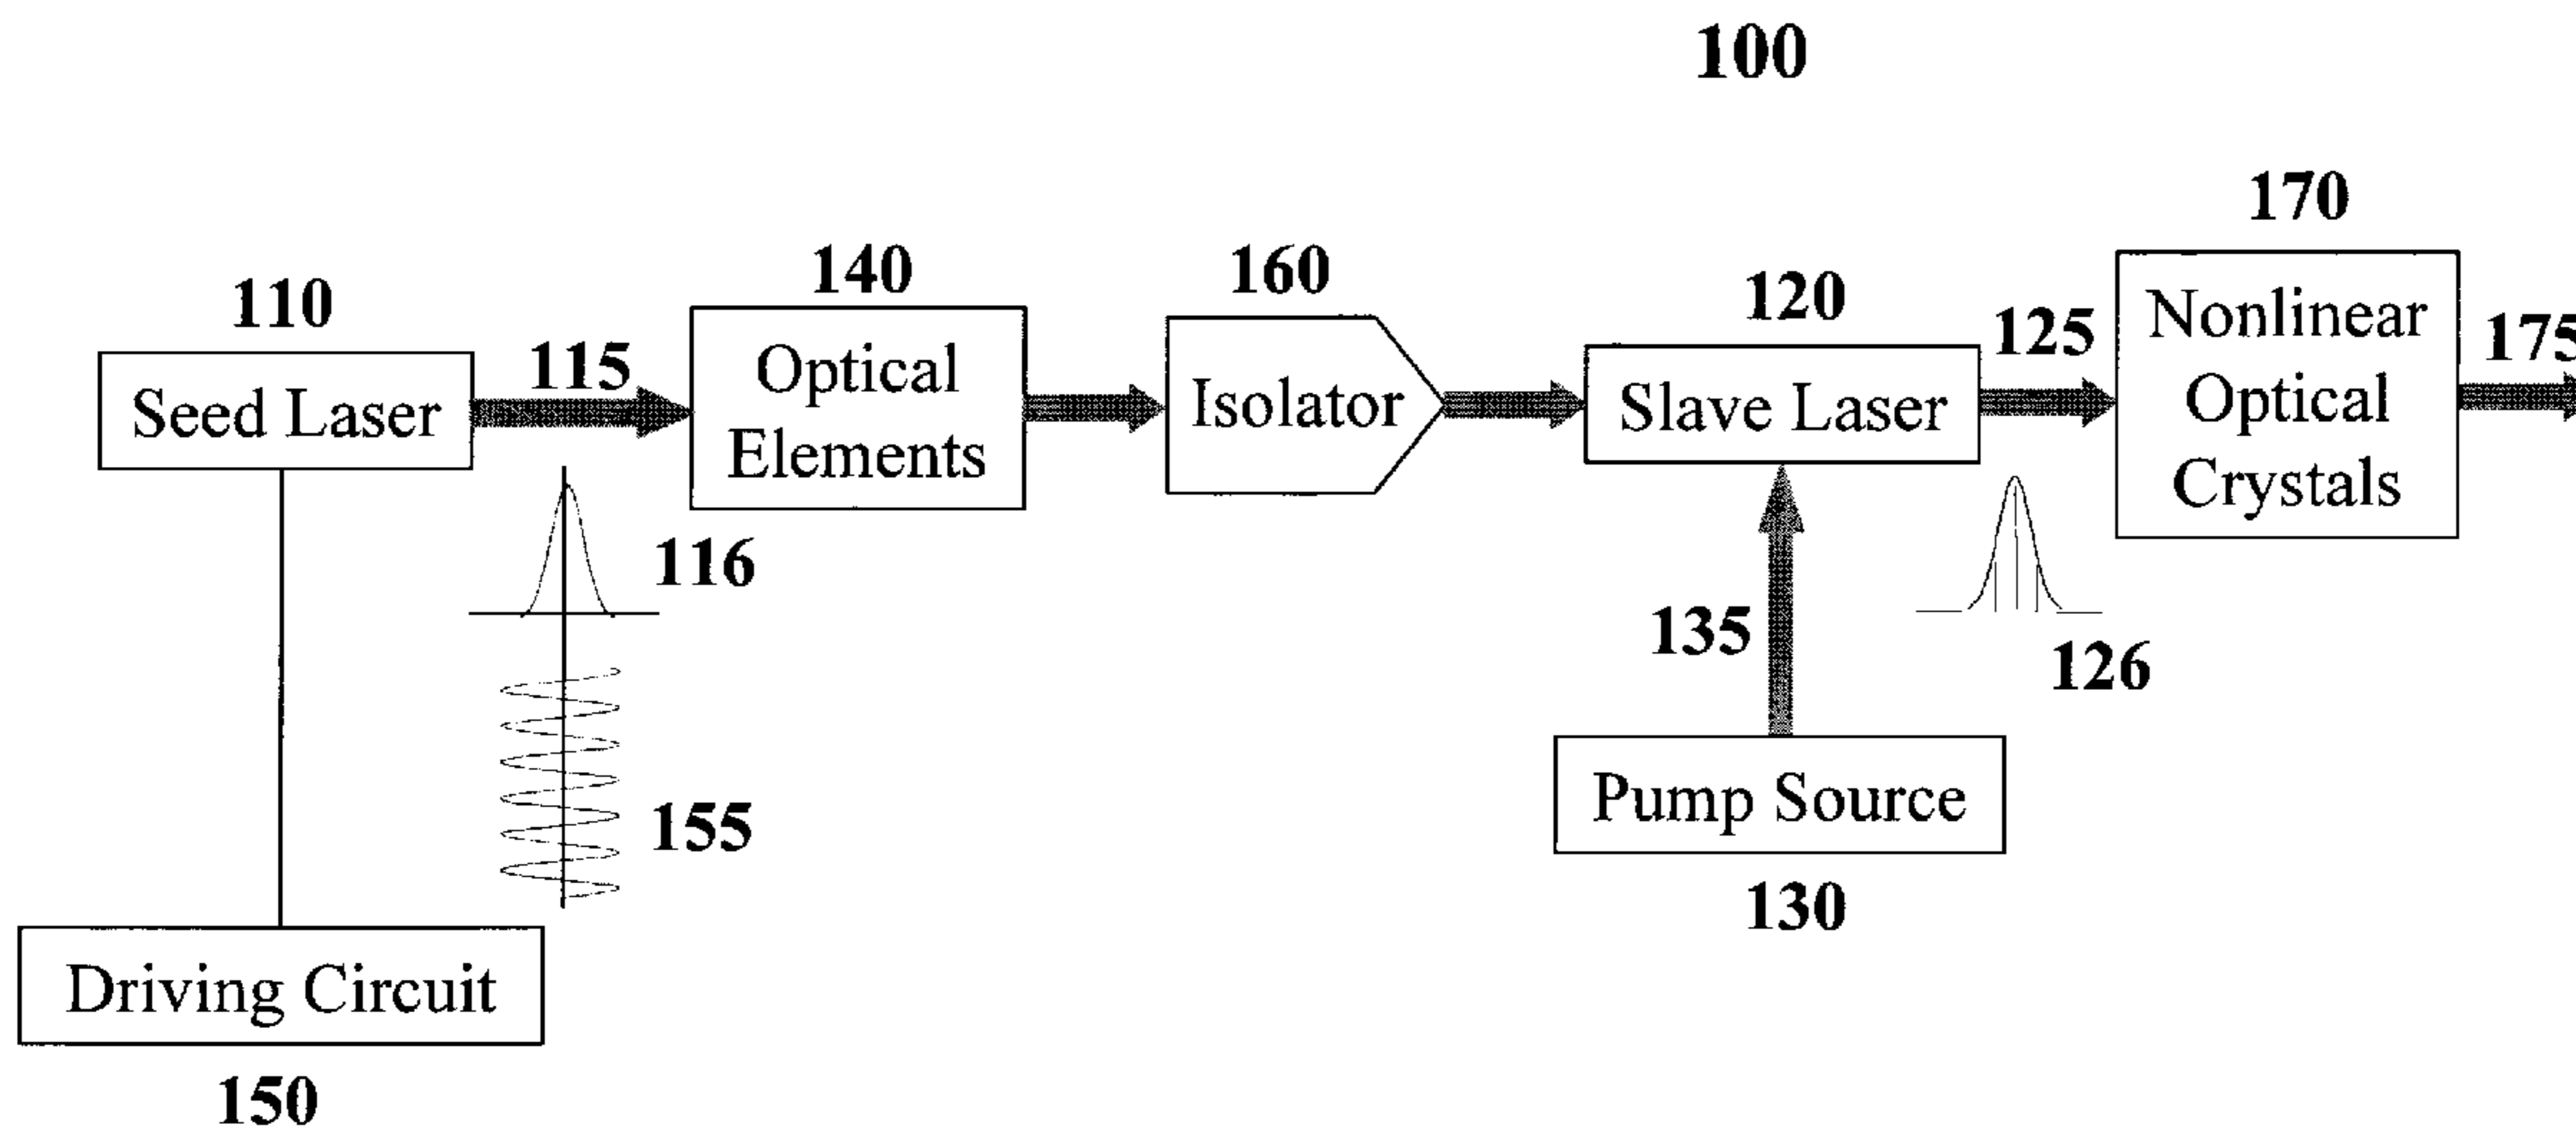 100
170
140
160
110
120
125
Nonlinear
175
115
Optical
Isolator
Seed Laser
Slave Laser
Optical
Elements
Crystals
116
135
126
155
Pump Source
130
Driving Circuit
150